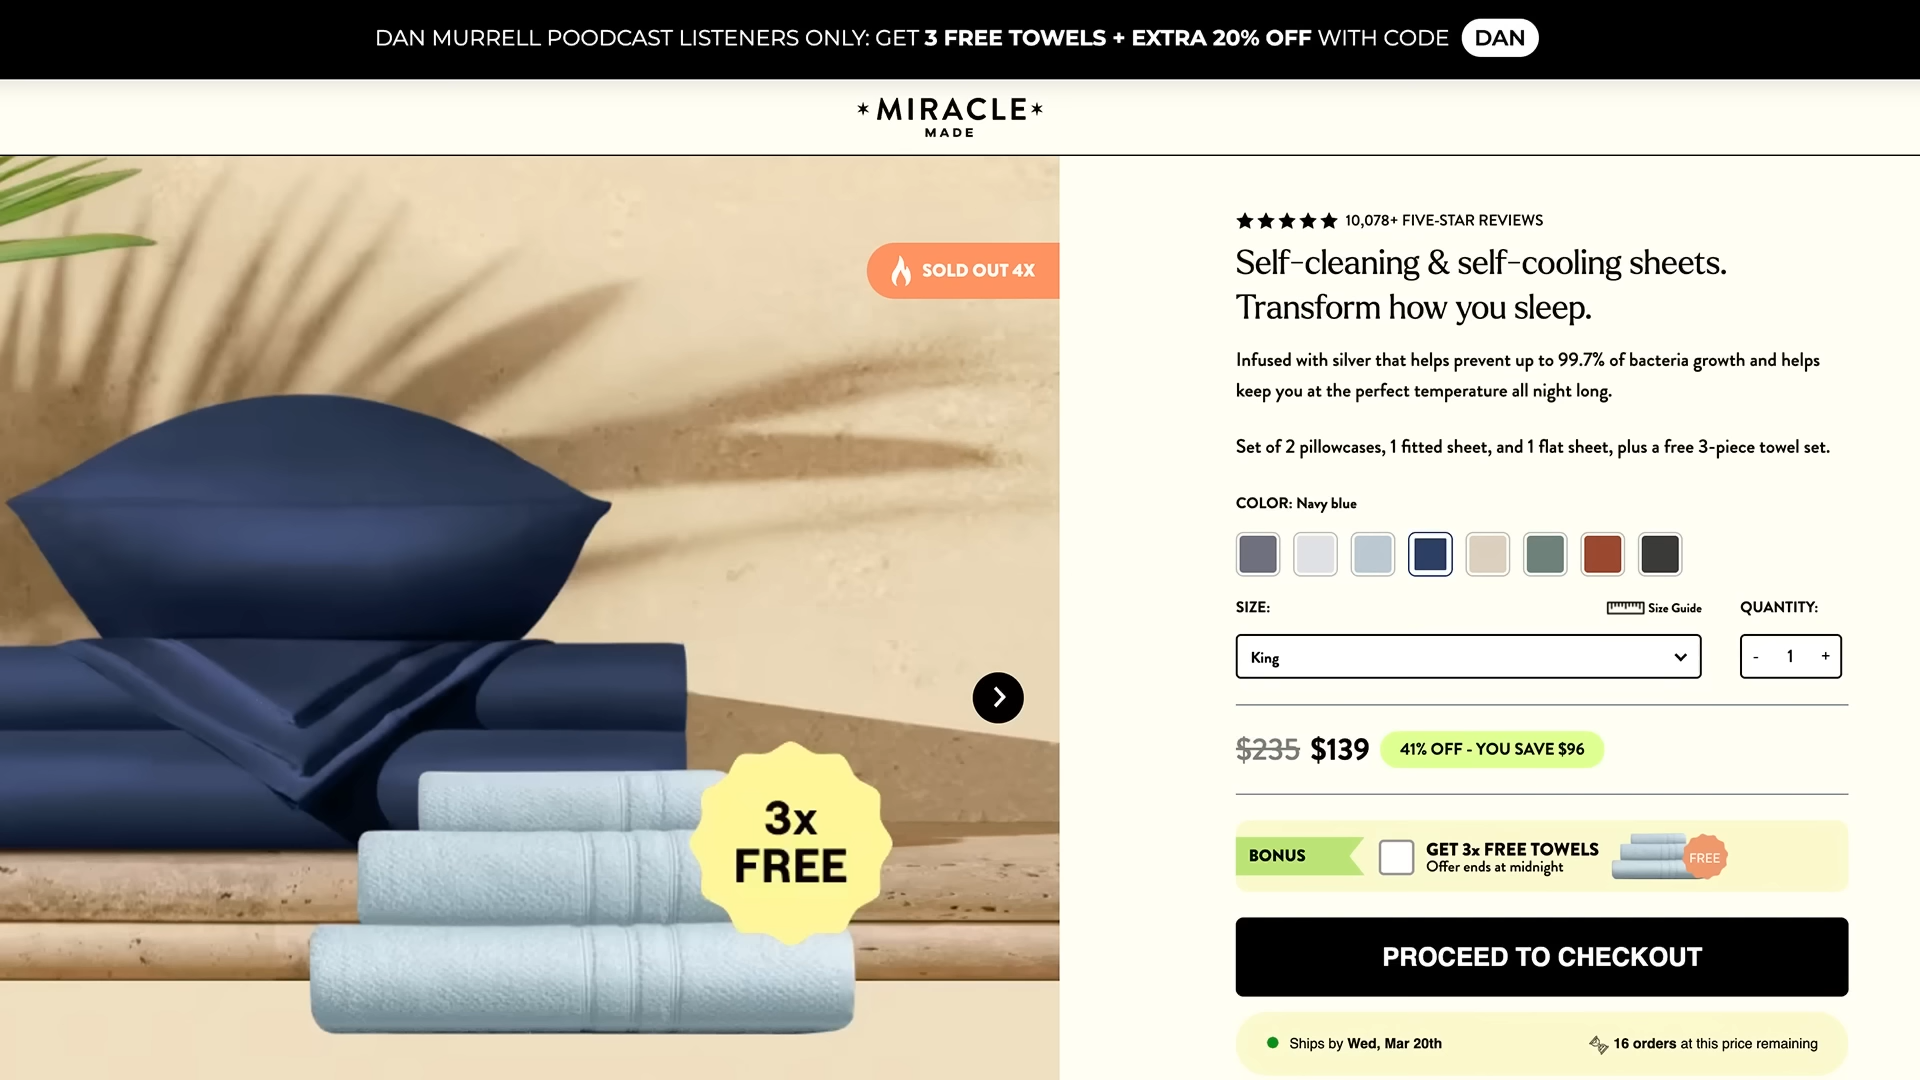 DAN MURRELL POODCAST LISTENERS ONLY: GET 3 FREE TOWELS + EXTRA 20% OFF WITH CODE DAN
MIRACLE
MADE
SOLD OUT 4X
3x
FREE
10,078+ FIVE-STAR REVIEWS
Self-cleaning & self-cooling sheets.
Transform how you sleep.
Infused with silver that helps prevent up to 99.7% of bacteria growth and helps
keep you at the perfect temperature all night long.
Set of 2 pillowcases, 1 fitted sheet, and 1 flat sheet, plus a free 3-piece towel set.
COLOR: Navy blue
SIZE: Size Guide QUANTITY:
King - 1 +
$235 $139 41% OFF - YOU SAVE $96
BONUS GET 3x FREE TOWELS FREE
Offer ends at midnight
PROCEED TO CHECKOUT
Ships by Wed, Mar 20th 16 orders at this price remaining